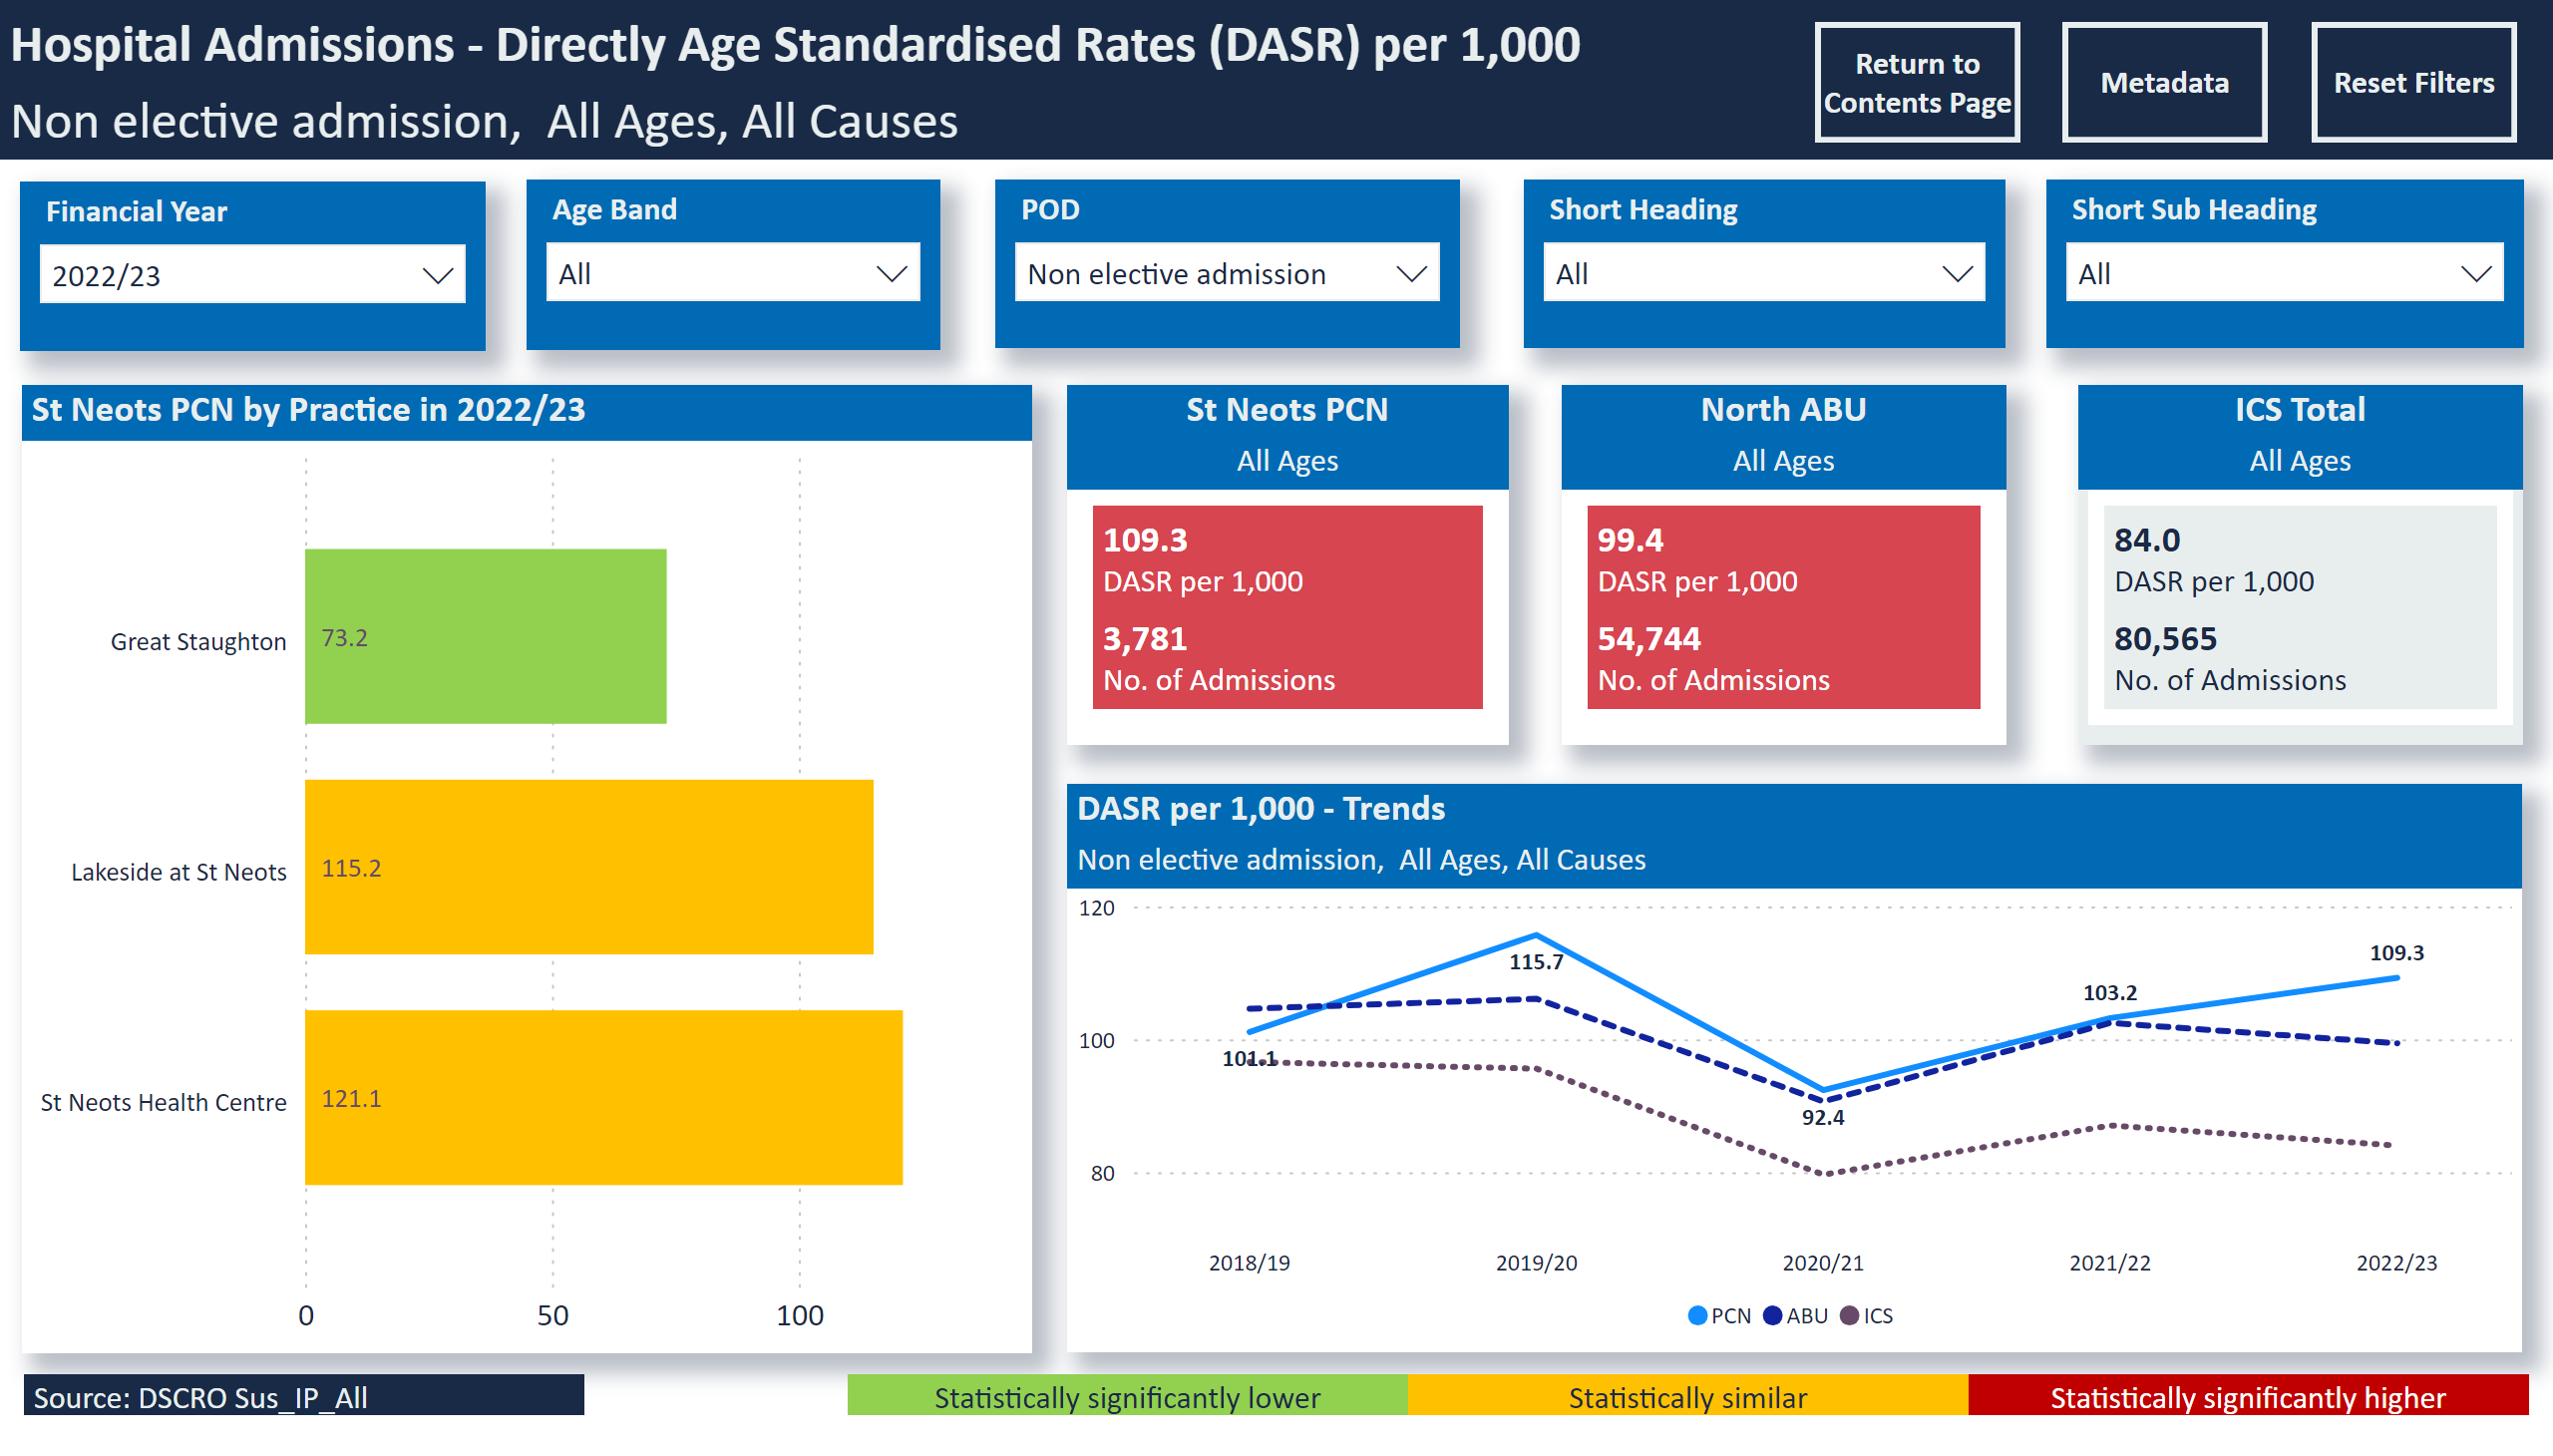 Hospital Admissions - Directly Age Standardised Rates (DASR) per 1,000
Non elective admission,  All Ages, All Causes
Return to
Contents Page
Metadata
Reset Filters
Financial Year
2022/23
Age Band
All
POD
Non elective admission
Short Heading
All
Short Sub Heading
All
St Neots PCN by Practice in 2022/23
Great Staughton
73.2
Lakeside at St Neots
115.2
St Neots Health Centre
121.1
0
50
100
St Neots PCN
All Ages
109.3
DASR per 1,000
3,781
No. of Admissions
North ABU
All Ages
99.4
DASR per 1,000
54,744
No. of Admissions
ICS Total
All Ages
84.0
DASR per 1,000
80,565
No. of Admissions
DASR per 1,000 - Trends
Non elective admission,  All Ages, All Causes
120
100
80
101.1
115.7
92.4
103.2
109.3
2018/19
2019/20
2020/21
2021/22
2022/23
PCN
ABU
ICS
Source: DSCRO Sus_IP_All
Statistically significantly lower
Statistically similar
Statistically significantly higher